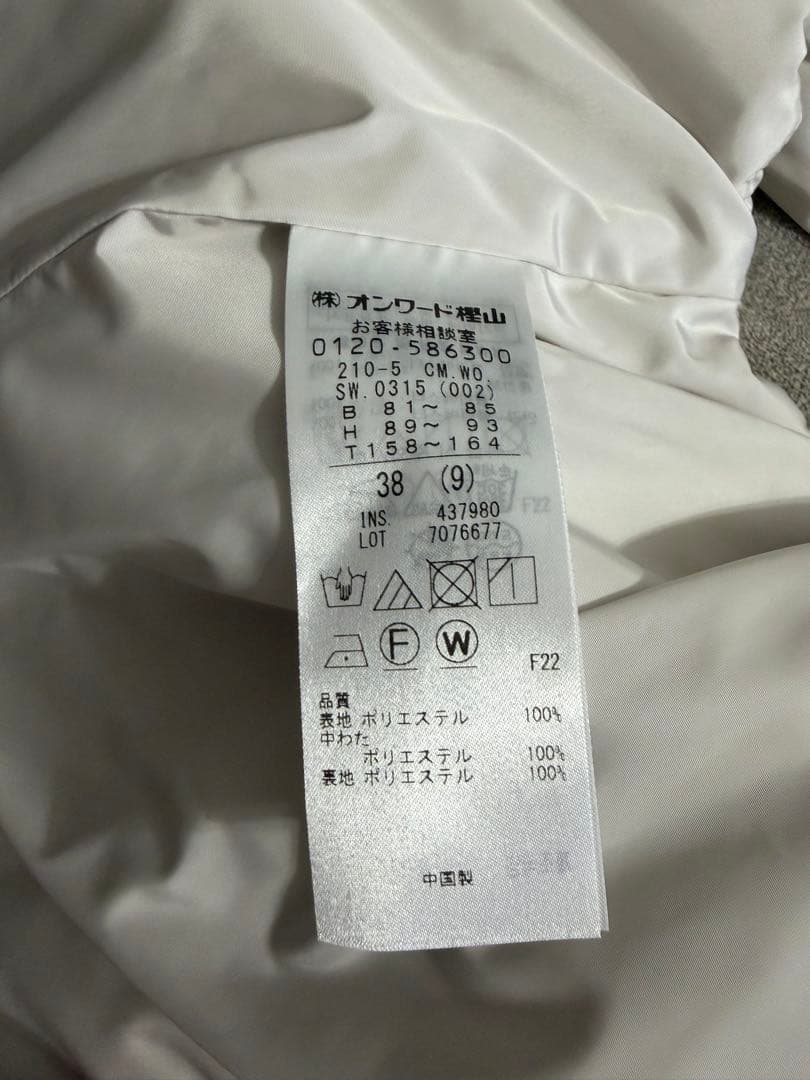 (株)オンワード樫山
お客様相談室
0120-586300
210-5 CM.WO.
SW.0315 (002)
B 81～ 85
H 89～ 93
T158～164
38 (9)
INS. 437980
LOT 7076677
F W
F22
品質
表地 ポリエステル 100%
中わた
ポリエステル 100%
裏地 ポリエステル 100%
中国製